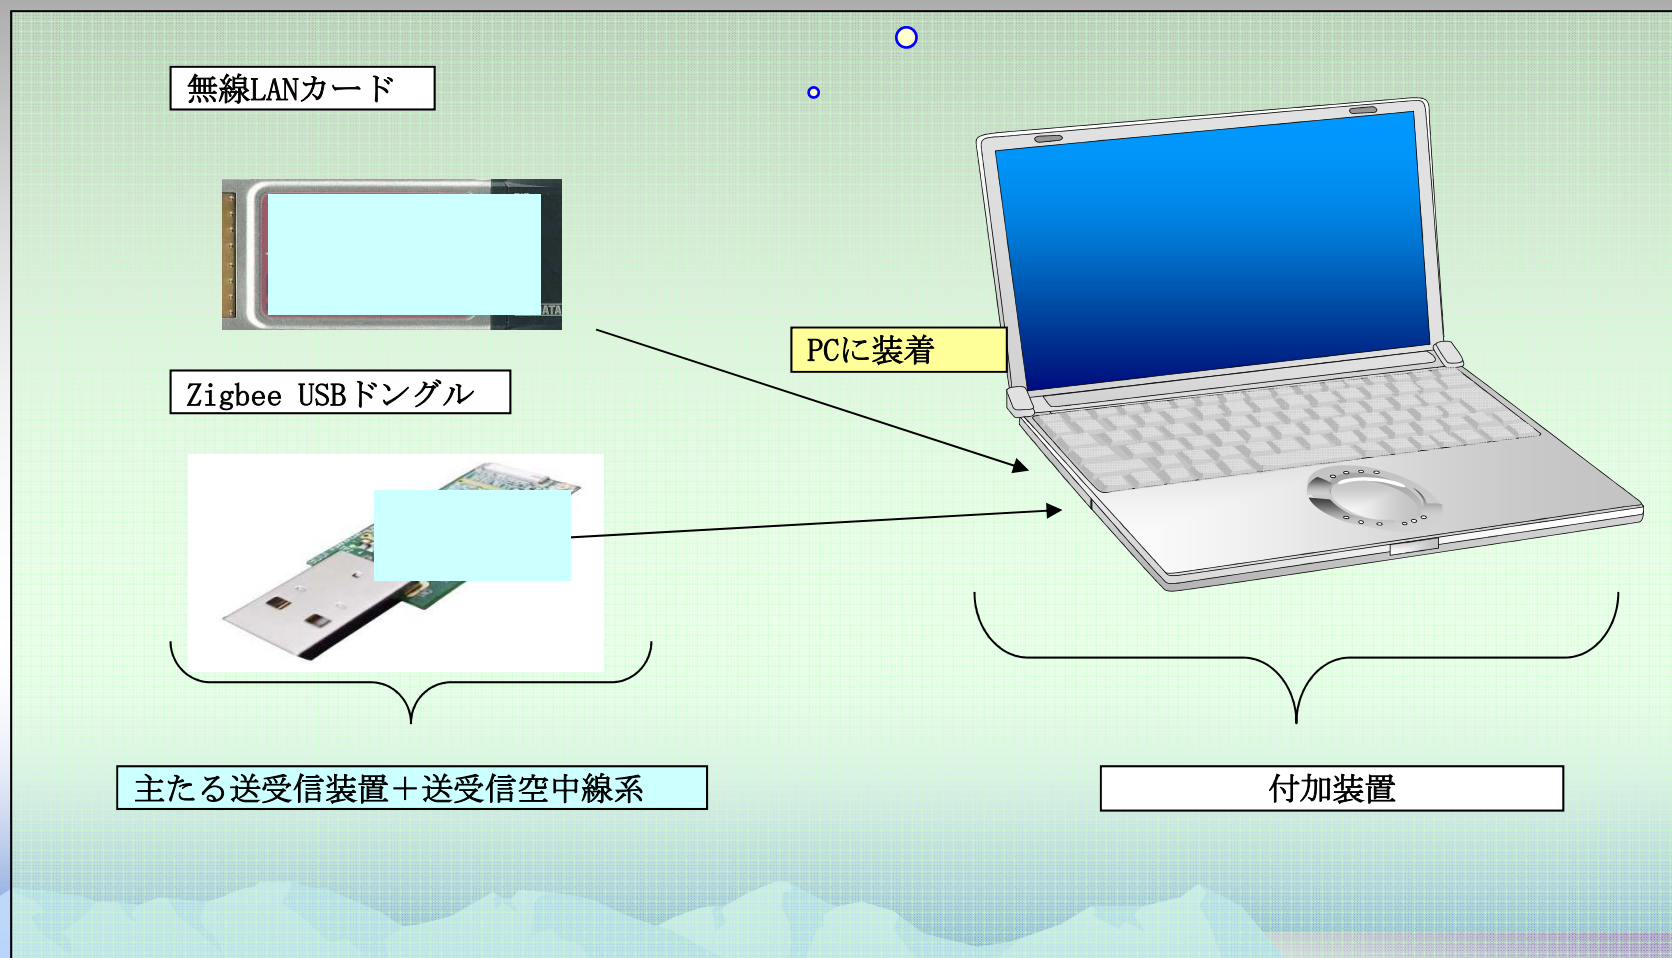 無線LANカード
ATA
PCに装着
Zigbee USBドングル
主たる送受信装置＋送受信空中線系
付加装置